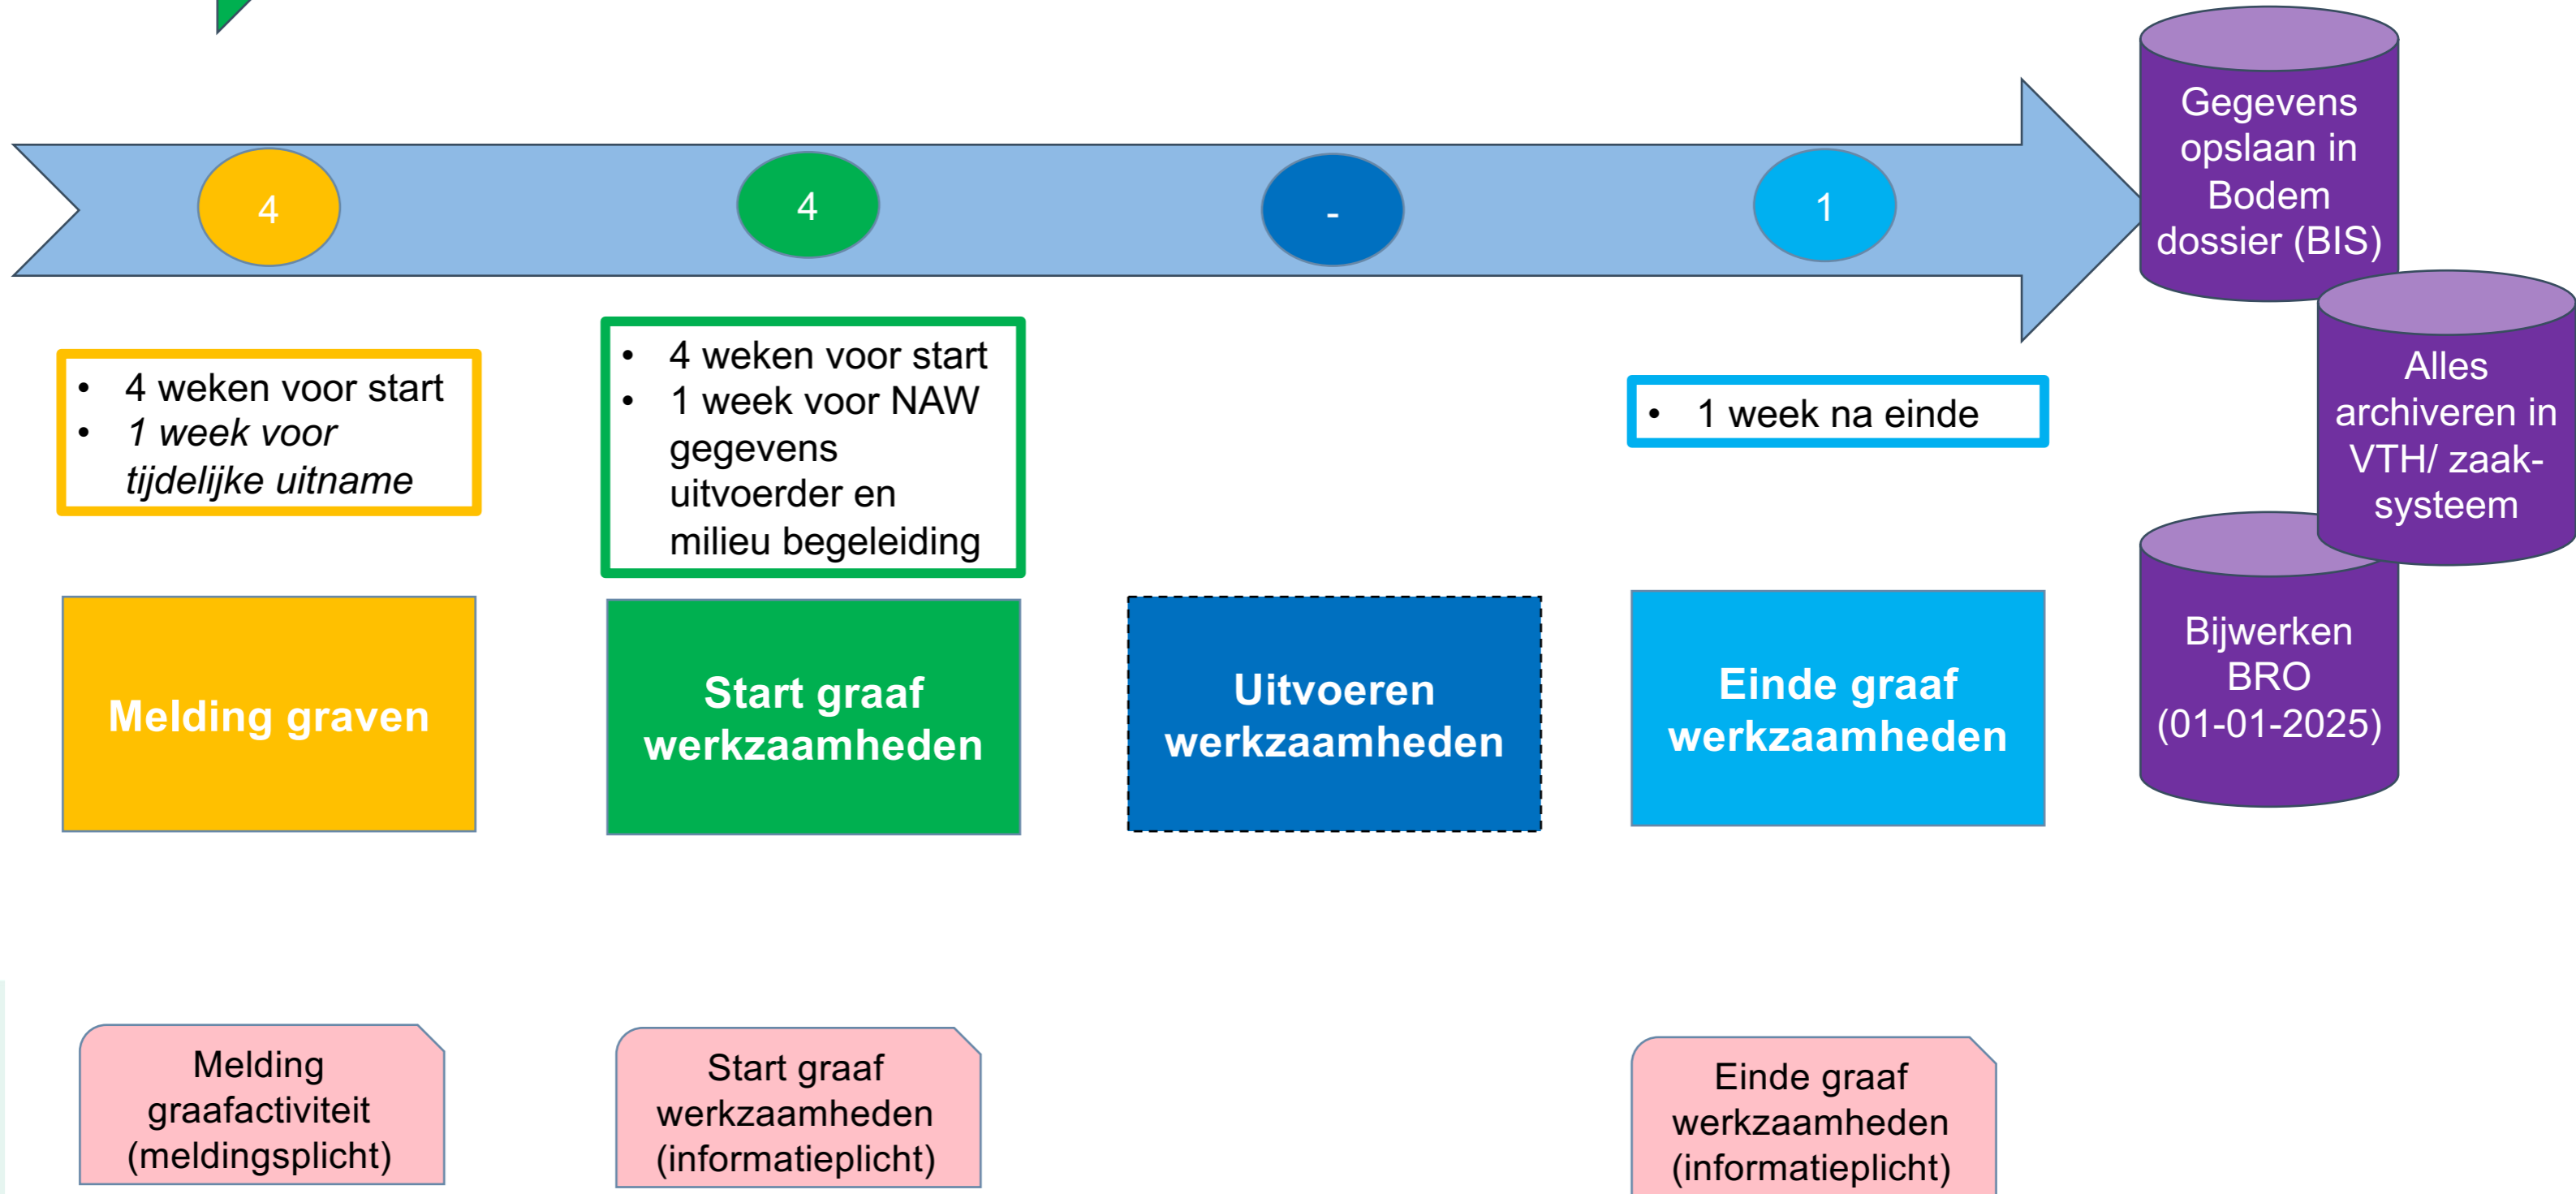 4
4
-
1
Gegevens
opslaan in
Bodem
dossier (BIS)
Alles
archiveren in
VTH/ zaak-
systeem
Bijwerken
BRO
(01-01-2025)
• 4 weken voor start
• 1 week voor
tijdelijke uitname
• 4 weken voor start
• 1 week voor NAW
gegevens
uitvoerder en
milieu begeleiding
• 1 week na einde
Melding graven
Start graaf
werkzaamheden
Uitvoeren
werkzaamheden
Einde graaf
werkzaamheden
Melding
graafactiviteit
(meldingsplicht)
Start graaf
werkzaamheden
(informatieplicht)
Einde graaf
werkzaamheden
(informatieplicht)